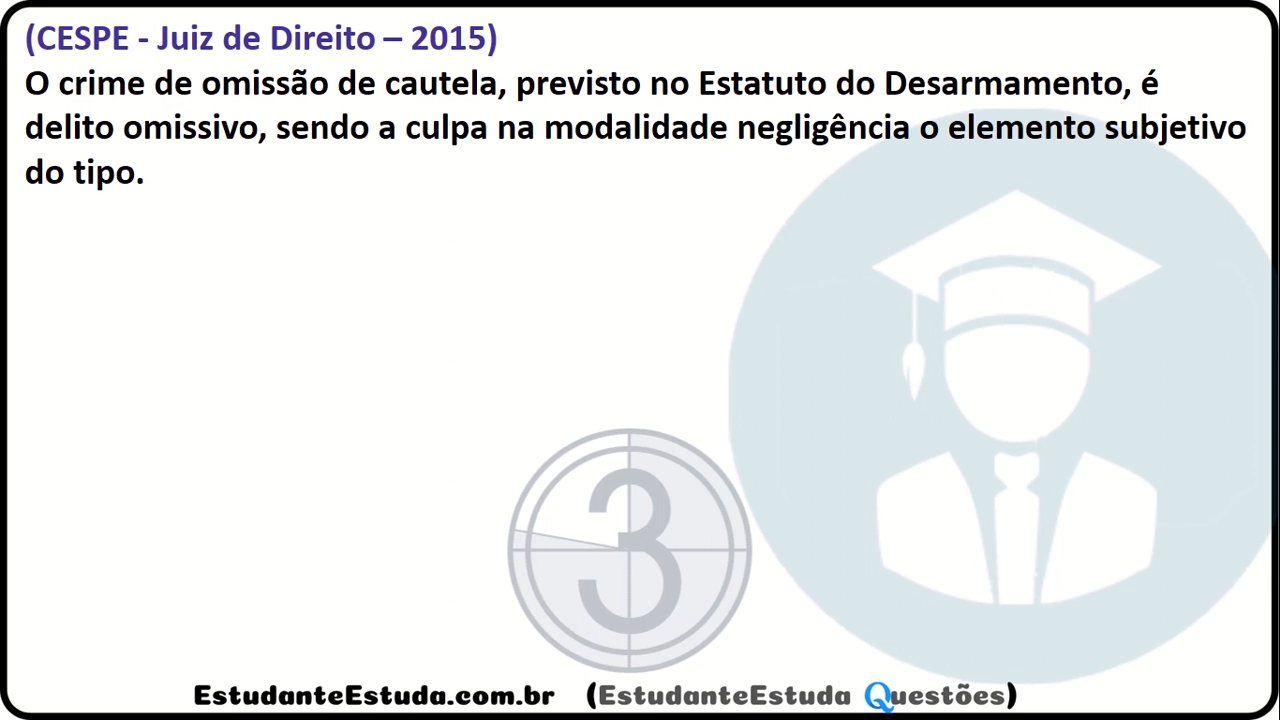 (CESPE - Juiz de Direito – 2015)
O crime de omissão de cautela, previsto no Estatuto do Desarmamento, é
delito omissivo, sendo a culpa na modalidade negligência o elemento subjetivo
do tipo.
3
EstudanteEstuda.com.br (EstudanteEstuda Questões)